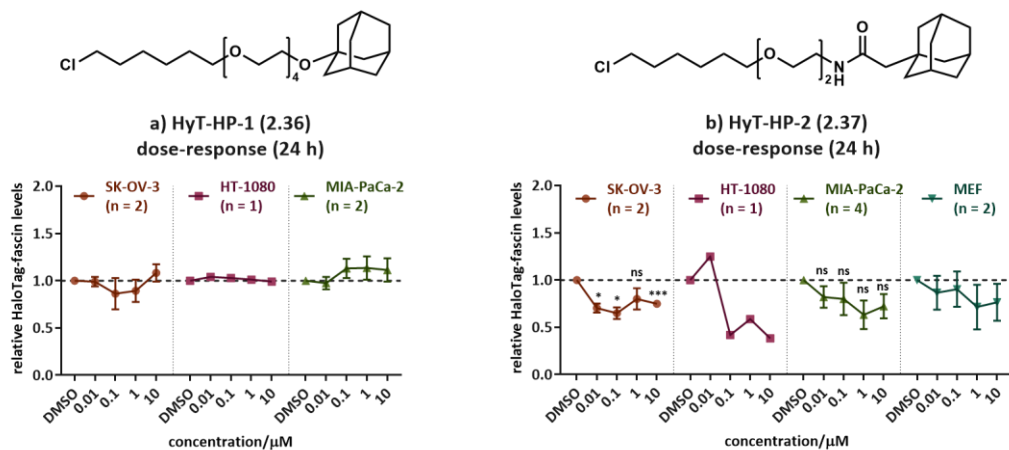 Cl
O
4
O
a) HyT-HP-1 (2.36)
dose-response (24 h)
relative HaloTag-fascin levels
2.0
1.5
1.0
0.5
0.0
SK-OV-3
(n = 2)
HT-1080
(n = 1)
MIA-PaCa-2
(n = 2)
DMSO
0.01
0.1
1
10
DMSO
0.01
0.1
1
10
DMSO
0.01
0.1
1
10
concentration/μM
Cl
O
2
N
H
O
b) HyT-HP-2 (2.37)
dose-response (24 h)
relative HaloTag-fascin levels
2.0
1.5
1.0
0.5
0.0
SK-OV-3
(n = 2)
HT-1080
(n = 1)
MIA-PaCa-2
(n = 4)
MEF
(n = 2)
*
*
ns
***
ns
ns
ns
ns
DMSO
0.01
0.1
1
10
DMSO
0.01
0.1
1
10
DMSO
0.01
0.1
1
10
DMSO
0.01
0.1
1
10
concentration/μM